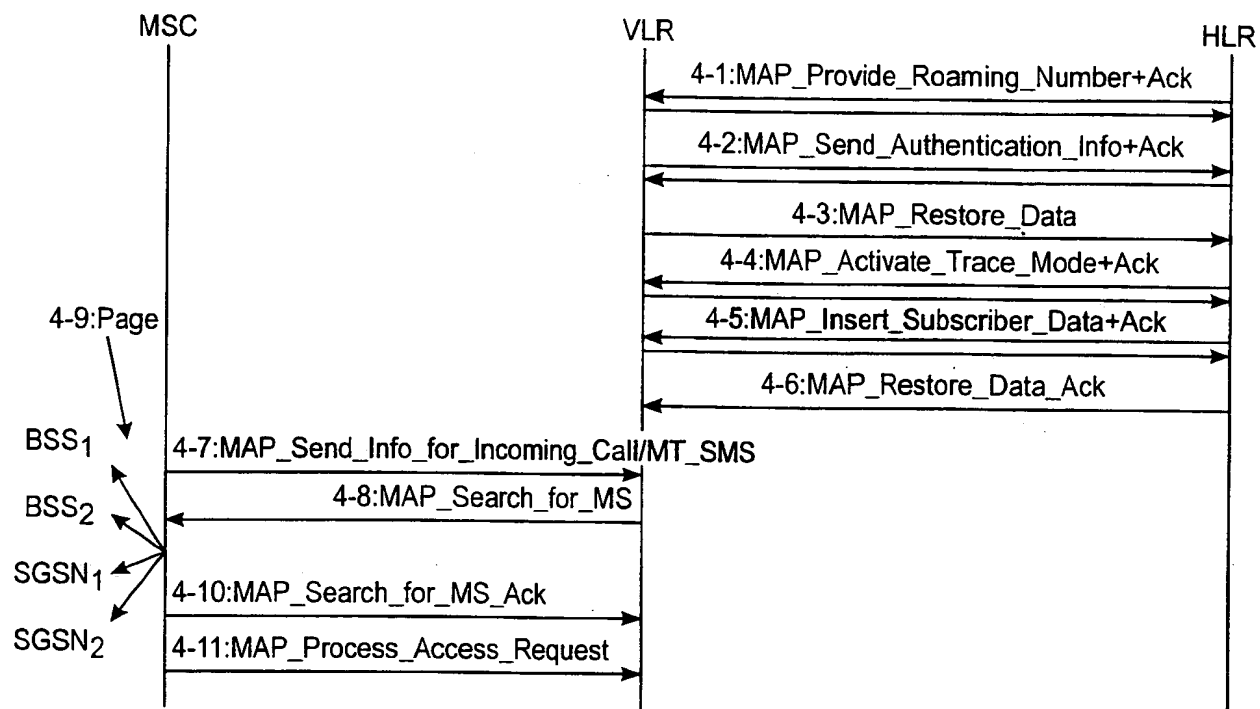 MSC VLR HLR
4-1:MAP_Provide_Roaming_Number+Ack
4-2:MAP_Send_Authentication_Info+Ack
4-3:MAP_Restore_Data
4-4:MAP_Activate_Trace_Mode+Ack
4-9:Page
4-5:MAP_Insert_Subscriber_Data+Ack
4-6:MAP_Restore_Data_Ack
BSS1
4-7:MAP_Send_Info_for_Incoming_Call/MT_SMS
4-8:MAP_Search_for_MS
BSS2
SGSN1
4-10:MAP_Search_for_MS_Ack
SGSN2
4-11:MAP_Process_Access_Request